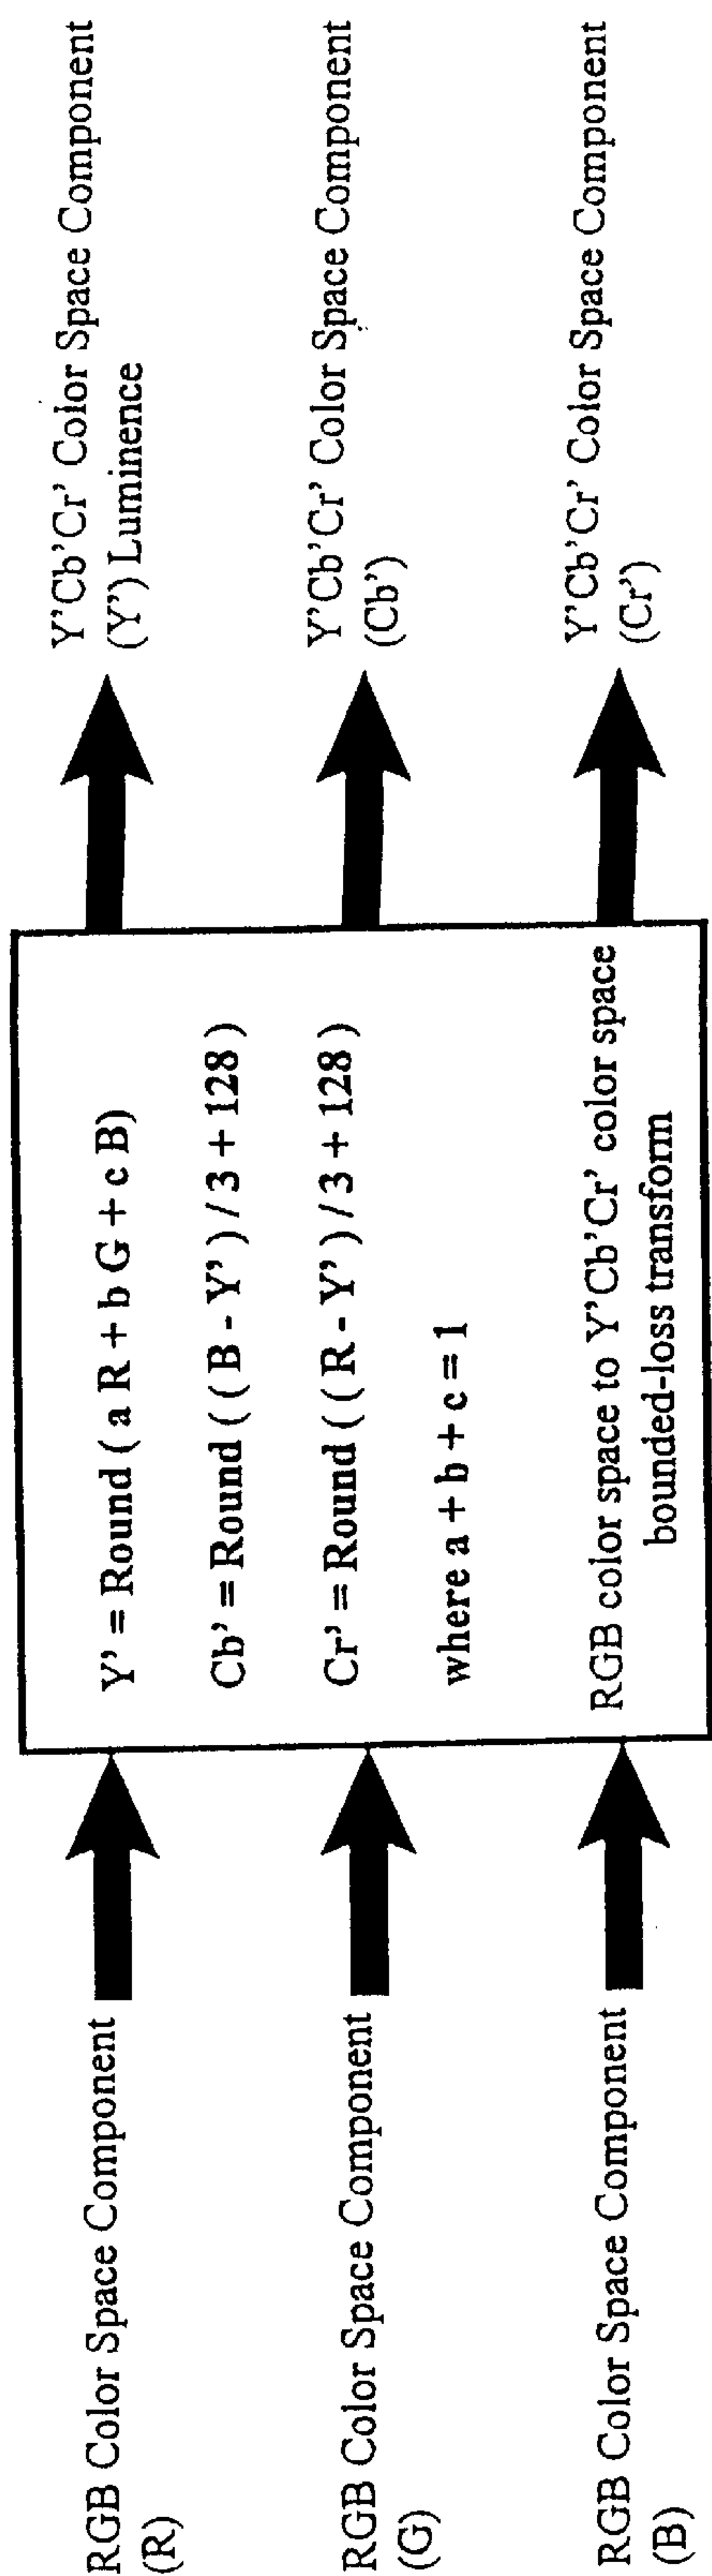 RGB Color Space Component
(R)
RGB Color Space Component
(G)
RGB Color Space Component
(B)
Y' = Round ( a R + b G + c B)
Cb' = Round ( ( B - Y' ) / 3 + 128 )
Cr' = Round ( ( R - Y' ) / 3 + 128 )
where a + b + c = 1
RGB color space to Y'Cb'Cr' color space
bounded-loss transform
Y'Cb'Cr' Color Space Component
(Y') Luminence
Y'Cb'Cr' Color Space Component
(Cb')
Y'Cb'Cr' Color Space Component
(Cr')